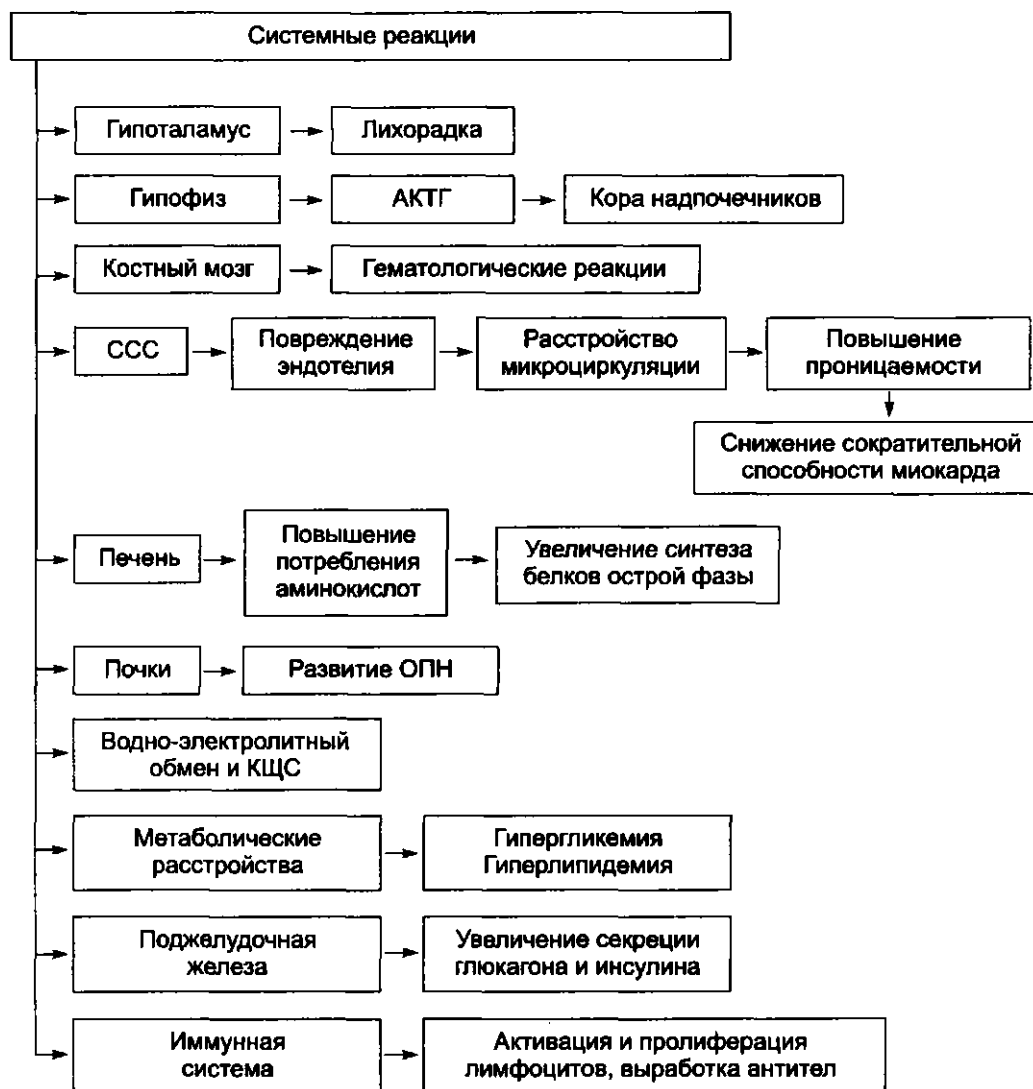 Системные реакции
Гипоталамус
Лихорадка
Гипофиз
АКТГ
Кора надпочечников
Костный мозг
Гематологические реакции
ССС
Повреждение
эндотелия
Расстройство
микроциркуляции
Повышение
проницаемости
Снижение сократительной
способности миокарда
Печень
Повышение
потребления
аминокислот
Увеличение синтеза
белков острой фазы
Почки
Развитие ОПН
Водно-электролитный
обмен и КЩС
Метаболические
расстройства
Гипергликемия
Гиперлипидемия
Поджелудочная
железа
Увеличение секреции
глюкагона и инсулина
Иммунная
система
Активация и пролиферация
лимфоцитов, выработка антител